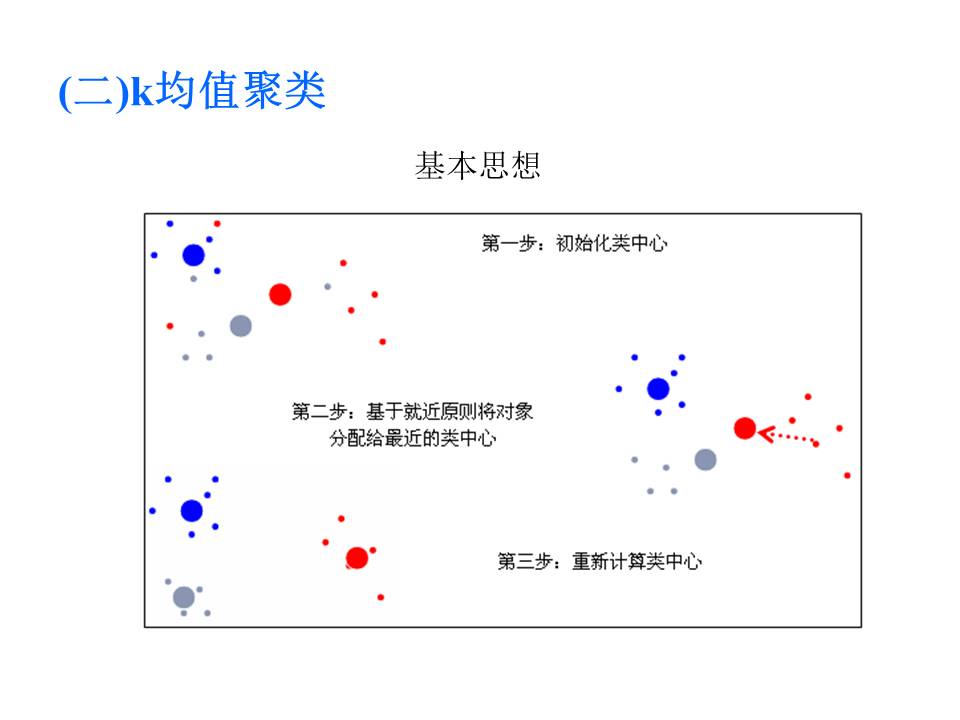 (二)k均值聚类
基本思想
第一步：初始化类中心
第二步：基于就近原则将对象
分配给最近的类中心
第三步：重新计算类中心